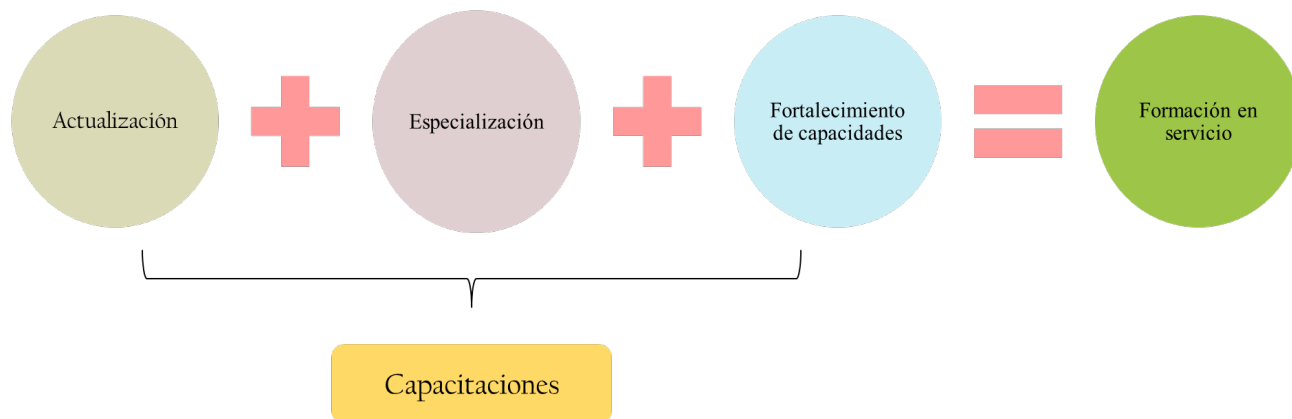 Actualización
Especialización
Fortalecimiento
de capacidades
Formación en
servicio
Capacitaciones